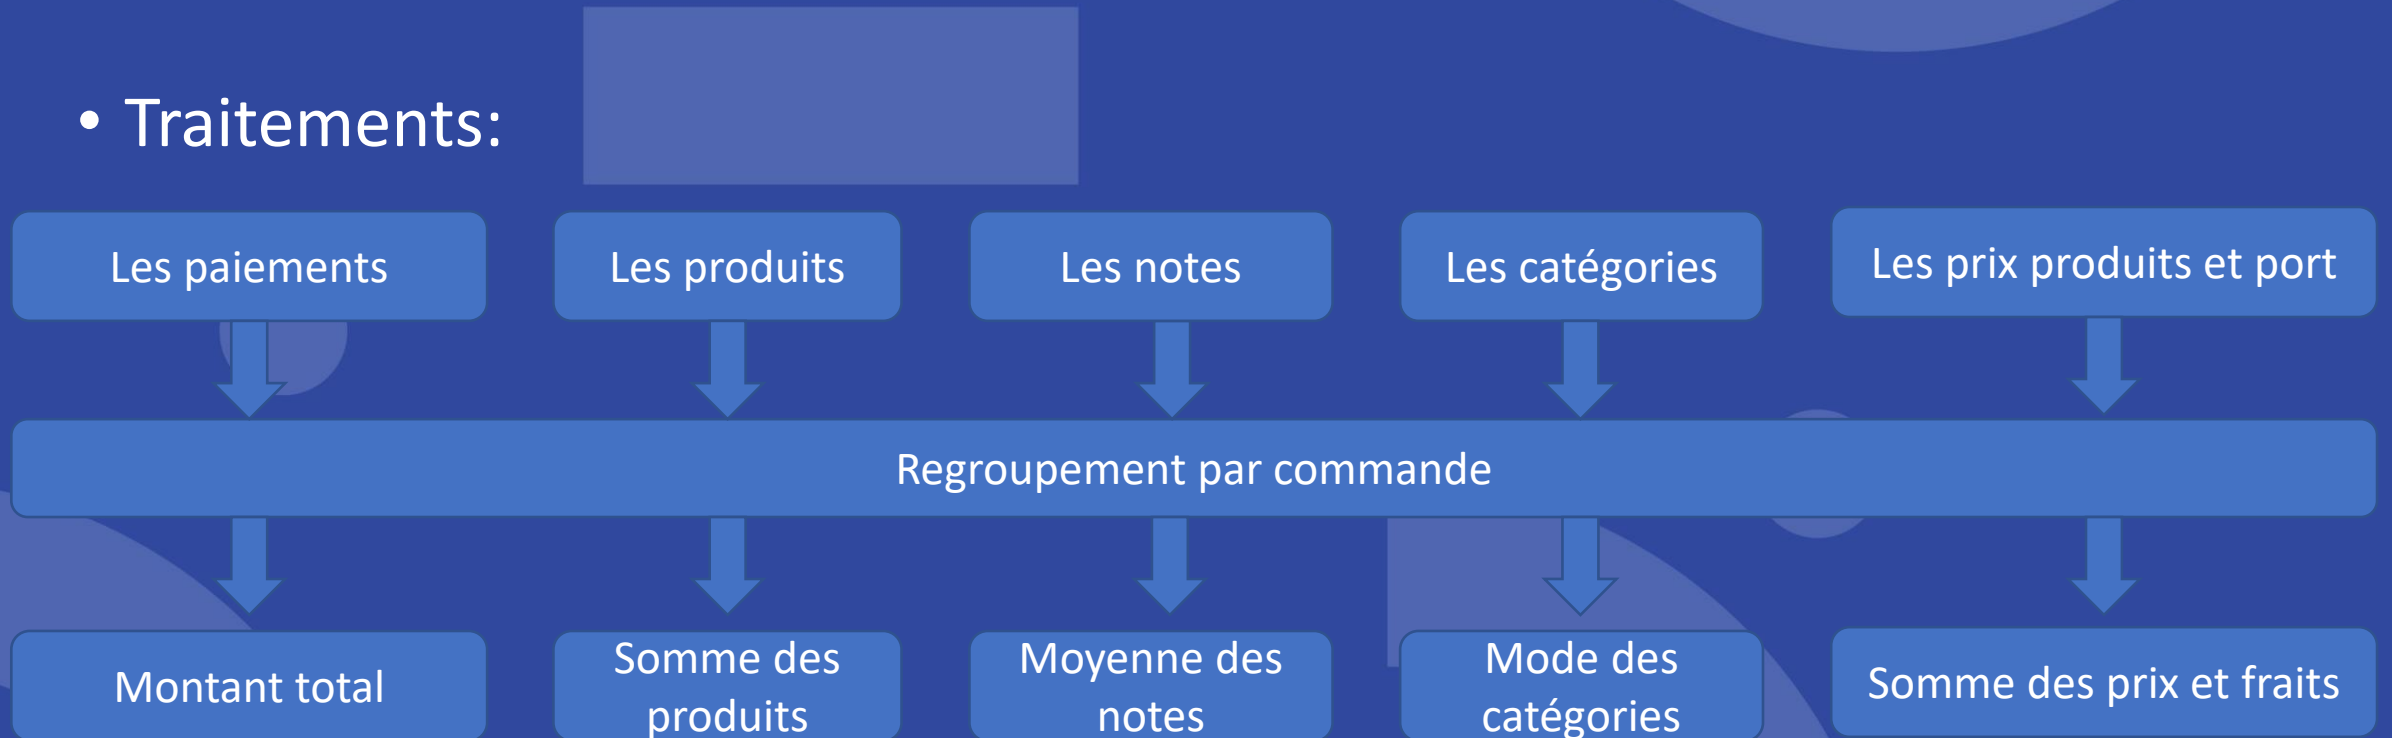 • Traitements:
Les paiements
Les produits
Les notes
Les catégories
Les prix produits et port
Regroupement par commande
Montant total
Somme des
produits
Moyenne des
notes
Mode des
catégories
Somme des prix et fraits